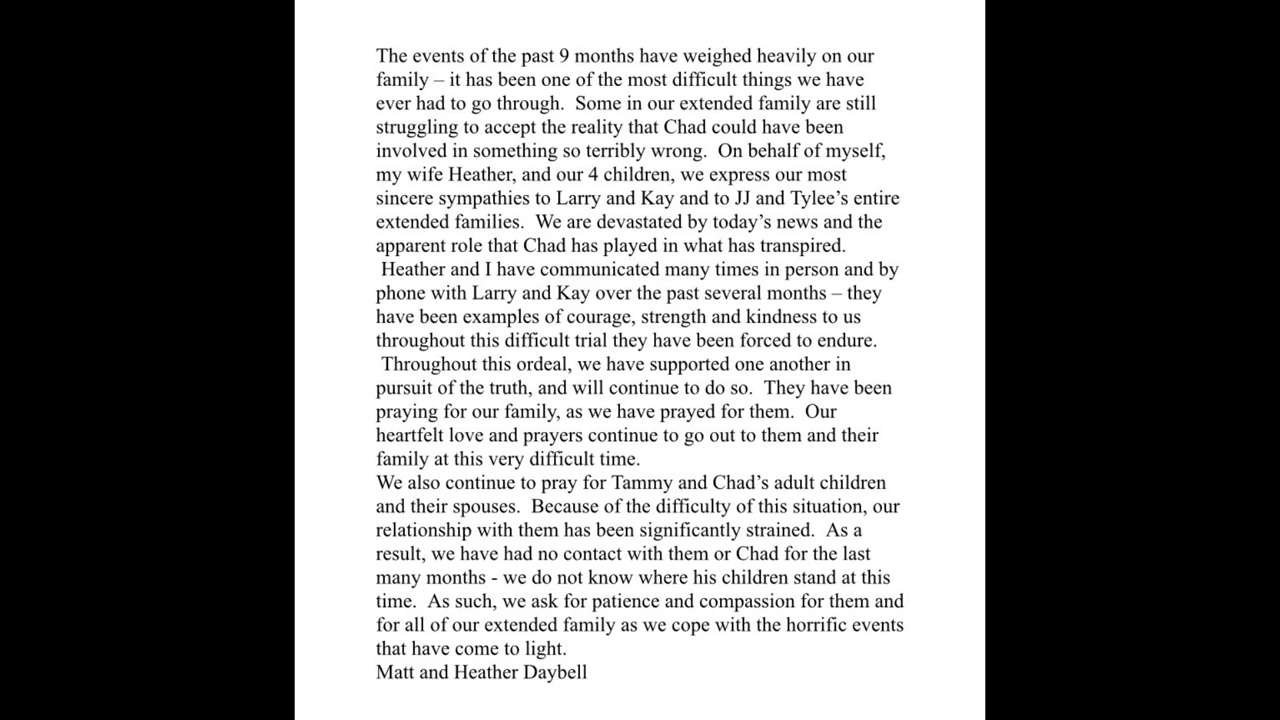 The events of the past 9 months have weighed heavily on our
family – it has been one of the most difficult things we have
ever had to go through.  Some in our extended family are still
struggling to accept the reality that Chad could have been
involved in something so terribly wrong.  On behalf of myself,
my wife Heather, and our 4 children, we express our most
sincere sympathies to Larry and Kay and to JJ and Tylee’s entire
extended families.  We are devastated by today’s news and the
apparent role that Chad has played in what has transpired.
Heather and I have communicated many times in person and by
phone with Larry and Kay over the past several months – they
have been examples of courage, strength and kindness to us
throughout this difficult trial they have been forced to endure.
Throughout this ordeal, we have supported one another in
pursuit of the truth, and will continue to do so.  They have been
praying for our family, as we have prayed for them.  Our
heartfelt love and prayers continue to go out to them and their
family at this very difficult time.
We also continue to pray for Tammy and Chad’s adult children
and their spouses.  Because of the difficulty of this situation, our
relationship with them has been significantly strained.  As a
result, we have had no contact with them or Chad for the last
many months - we do not know where his children stand at this
time.  As such, we ask for patience and compassion for them and
for all of our extended family as we cope with the horrific events
that have come to light.
Matt and Heather Daybell